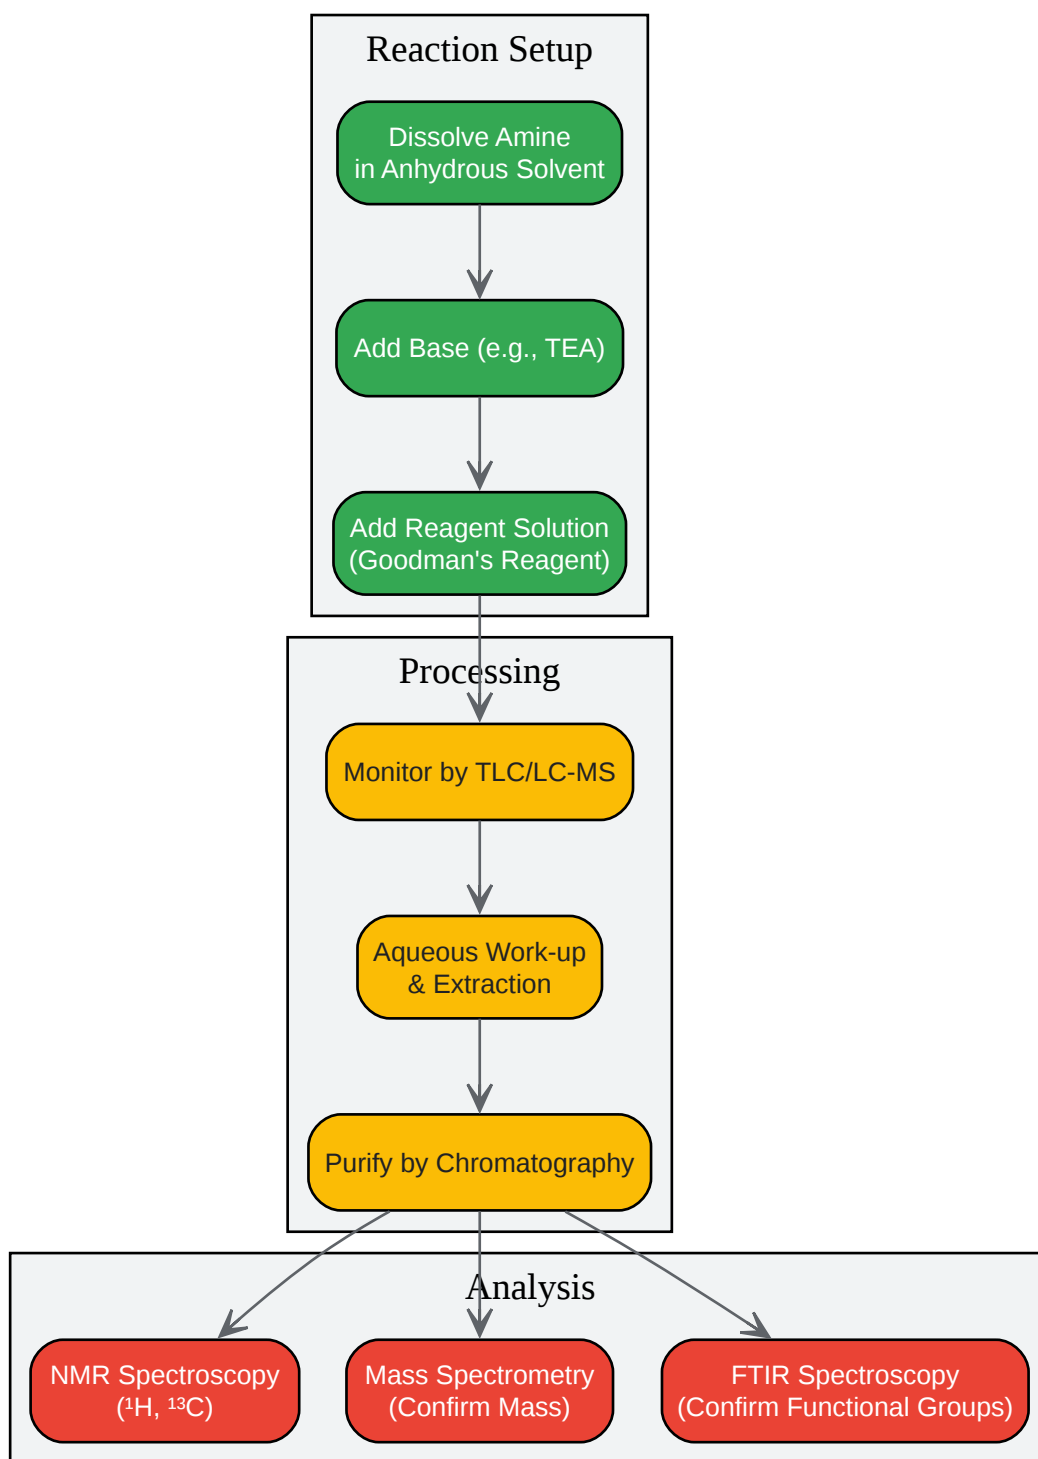 Reaction Setup
Dissolve Amine
in Anhydrous Solvent
Add Base (e.g., TEA)
Add Reagent Solution
(Goodman's Reagent)
Processing
Monitor by TLC/LC-MS
Aqueous Work-up
& Extraction
Purify by Chromatography
Analysis
NMR Spectroscopy
(¹H, ¹³C)
Mass Spectrometry
(Confirm Mass)
FTIR Spectroscopy
(Confirm Functional Groups)